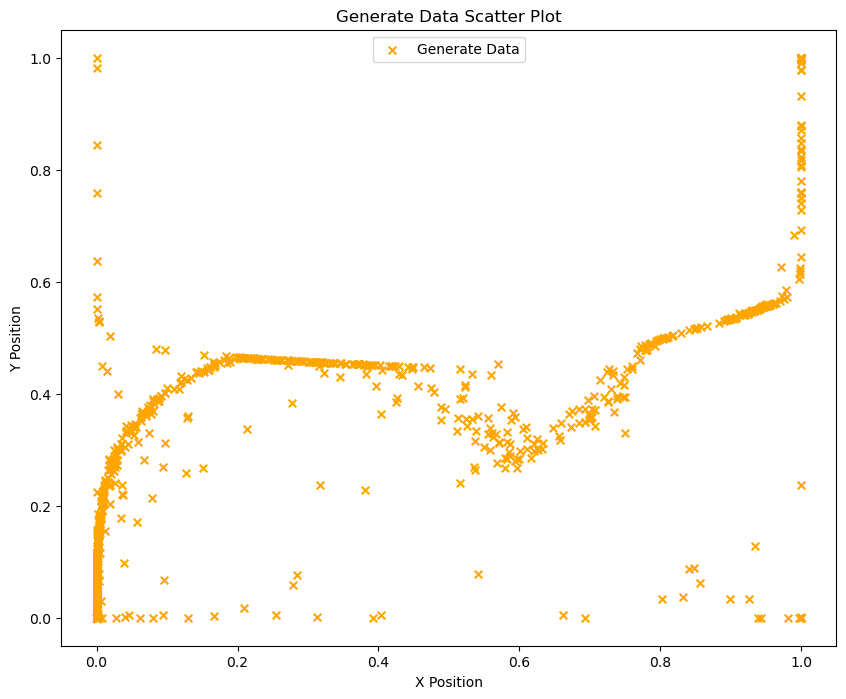 Generate Data Scatter Plot
Generate Data
1.0
0.8
0.6
0.4
0.2
0.0
Y Position
0.0 0.2 0.4 0.6 0.8 1.0
X Position